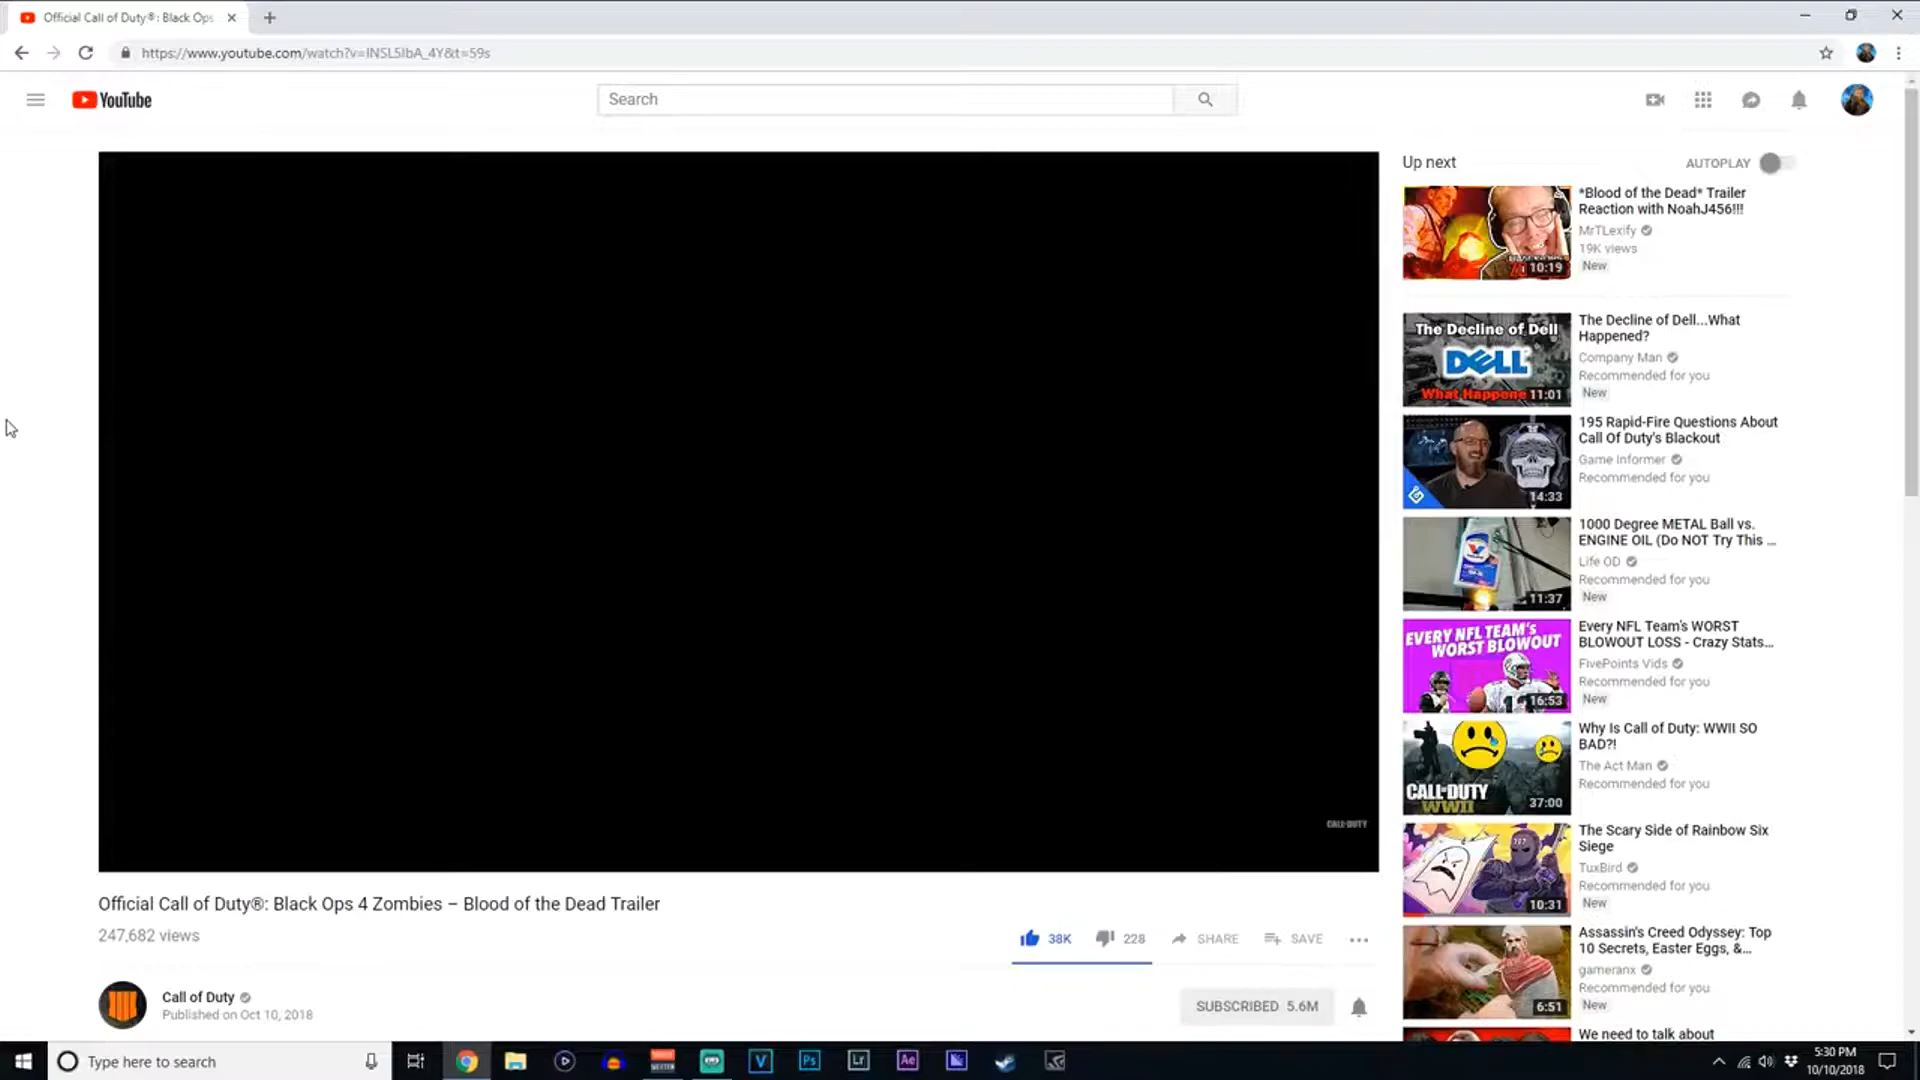 Official Call of Duty®: Black Ops
https://www.youtube.com/watch?v=INSL5IbA_4Y&t=59s
YouTube
Search
CALL·DUTY
Official Call of Duty®: Black Ops 4 Zombies – Blood of the Dead Trailer
247,682 views
38K
228
SHARE
SAVE
Call of Duty
Published on Oct 10, 2018
SUBSCRIBED 5.6M
Up next
AUTOPLAY
10:19
*Blood of the Dead* Trailer
Reaction with NoahJ456!!!
MrTLexify
19K views
New
The Decline of Dell
DELL
What Happene 11:01
The Decline of Dell...What
Happened?
Company Man
Recommended for you
New
14:33
195 Rapid-Fire Questions About
Call Of Duty's Blackout
Game Informer
Recommended for you
11:37
1000 Degree METAL Ball vs.
ENGINE OIL (Do NOT Try This ...
Life OD
Recommended for you
New
EVERY NFL TEAM'S
WORST BLOWOUT
16:53
Every NFL Team's WORST
BLOWOUT LOSS - Crazy Stats...
FivePoints Vids
Recommended for you
New
CALL·DUTY
WWII
37:00
Why Is Call of Duty: WWII SO
BAD?!
The Act Man
Recommended for you
10:31
The Scary Side of Rainbow Six
Siege
TuxBird
Recommended for you
New
6:51
Assassin's Creed Odyssey: Top
10 Secrets, Easter Eggs, &...
gameranx
Recommended for you
New
We need to talk about
Type here to search
V
Ps
Lr
Ae
5:30 PM
10/10/2018